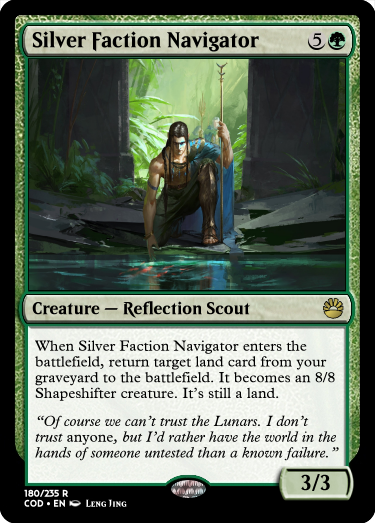 Silver Faction Navigator 5
Creature — Reflection Scout
When Silver Faction Navigator enters the
battlefield, return target land card from your
graveyard to the battlefield. It becomes an 8/8
Shapeshifter creature. It's still a land.
“Of course we can't trust the Lunars. I don't
trust anyone, but I'd rather have the world in the
hands of someone untested than a known failure.”
3/3
180/235 R
COD • EN Leng Jing